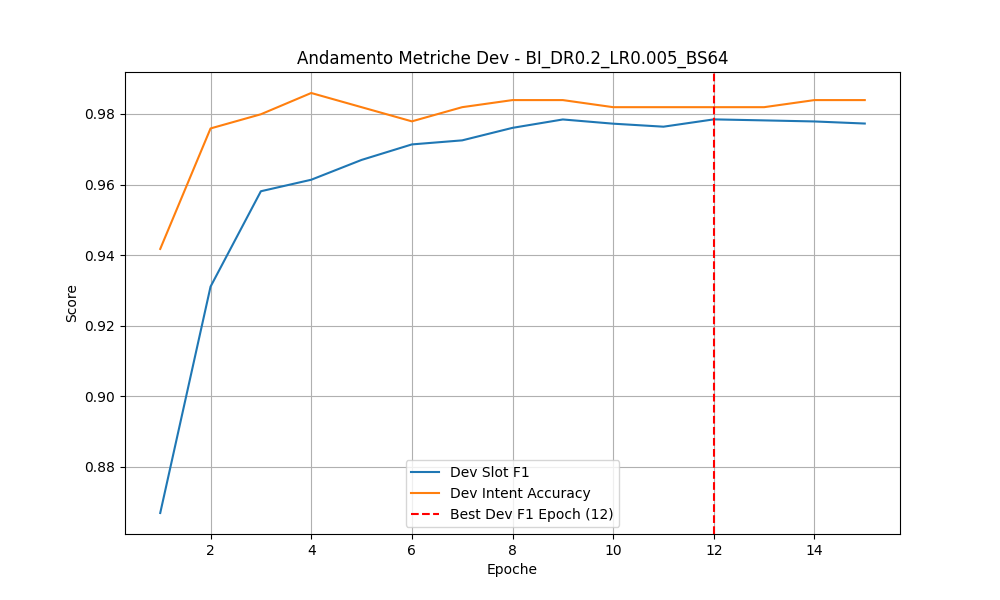 Andamento Metriche Dev - BI_DR0.2_LR0.005_BS64
Score
0.98
0.96
0.94
0.92
0.90
0.88
Dev Slot F1
Dev Intent Accuracy
Best Dev F1 Epoch (12)
2 4 6 8 10 12 14
Epoche